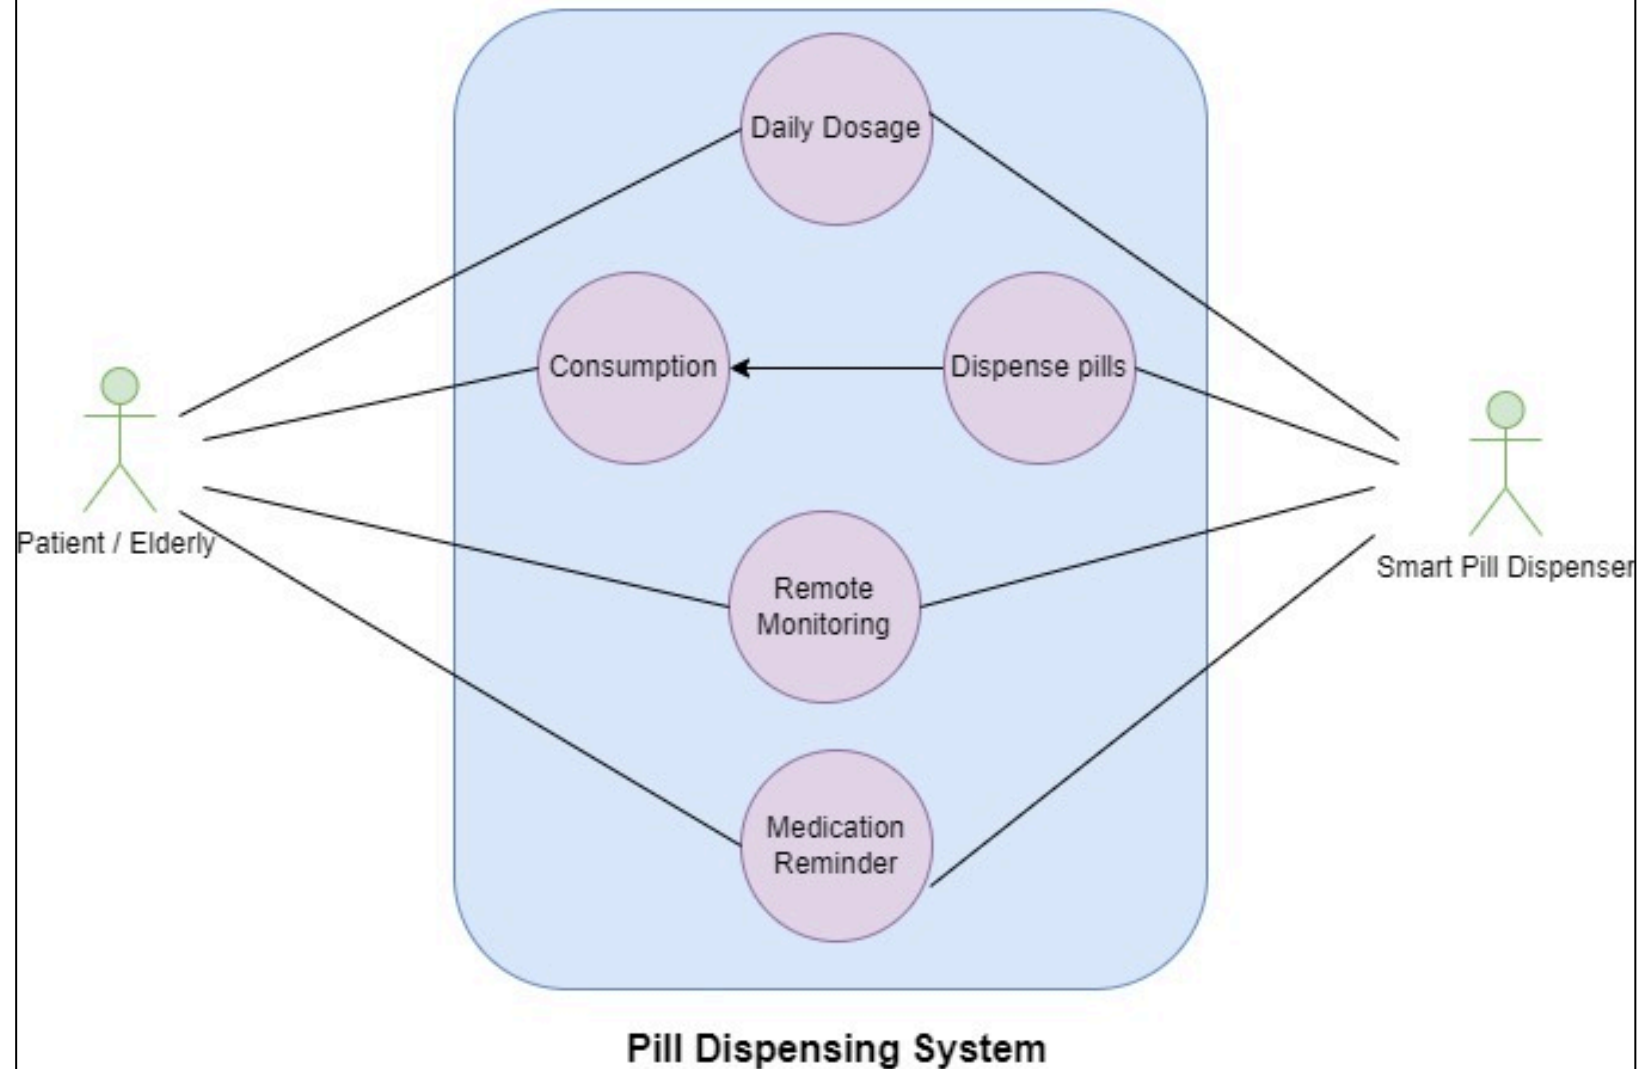 Daily Dosage
Consumption
Dispense pills
Patient / Elderly
Smart Pill Dispenser
Remote
Monitoring
Medication
Reminder
Pill Dispensing System